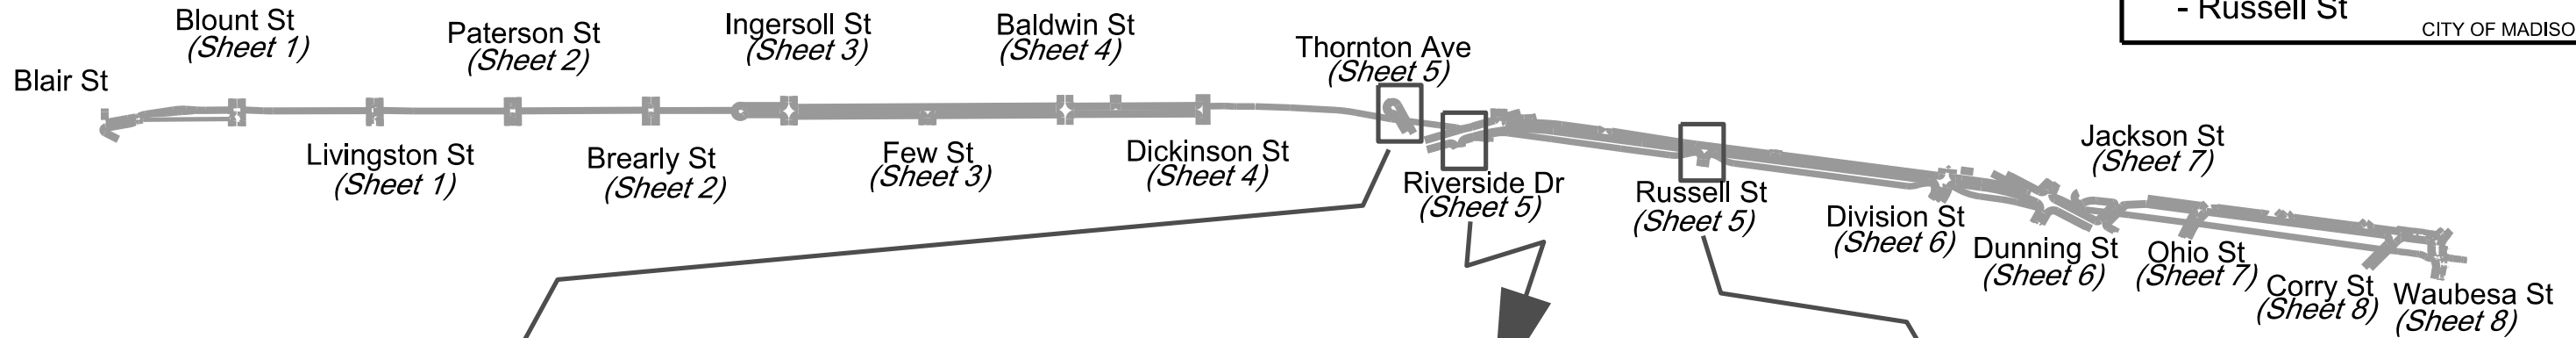 - Russell St
CITY OF MADISO
Blair St
Blount St
(Sheet 1)
Livingston St
(Sheet 1)
Paterson St
(Sheet 2)
Brearly St
(Sheet 2)
Ingersoll St
(Sheet 3)
Few St
(Sheet 3)
Baldwin St
(Sheet 4)
Dickinson St
(Sheet 4)
Thornton Ave
(Sheet 5)
Riverside Dr
(Sheet 5)
Russell St
(Sheet 5)
Division St
(Sheet 6)
Dunning St
(Sheet 6)
Jackson St
(Sheet 7)
Ohio St
(Sheet 7)
Corry St
(Sheet 8)
Waubesa St
(Sheet 8)